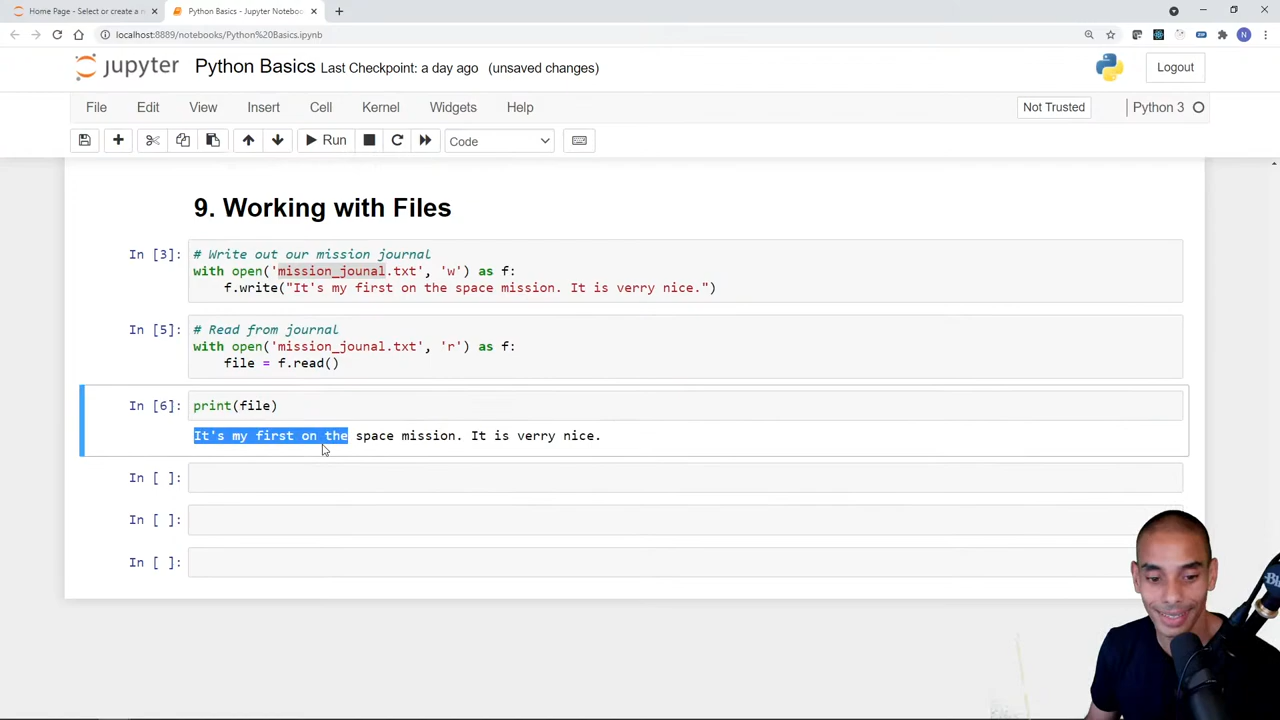 Home Page - Select or create a n
Python Basics - Jupyter Noteboo
localhost:8889/notebooks/Python%20Basics.ipynb
N
jupyter Python Basics Last Checkpoint: a day ago (unsaved changes)
Logout
File Edit View Insert Cell Kernel Widgets Help
Not Trusted
Python 3
Run
Code
9. Working with Files
In [3]:
# Write out our mission journal
with open('mission_jounal.txt', 'w') as f:
f.write("It's my first on the space mission. It is verry nice.")
In [5]:
# Read from journal
with open('mission_jounal.txt', 'r') as f:
file = f.read()
In [6]:
print(file)
It's my first on the space mission. It is verry nice.
In [ ]:
In [ ]:
In [ ]: